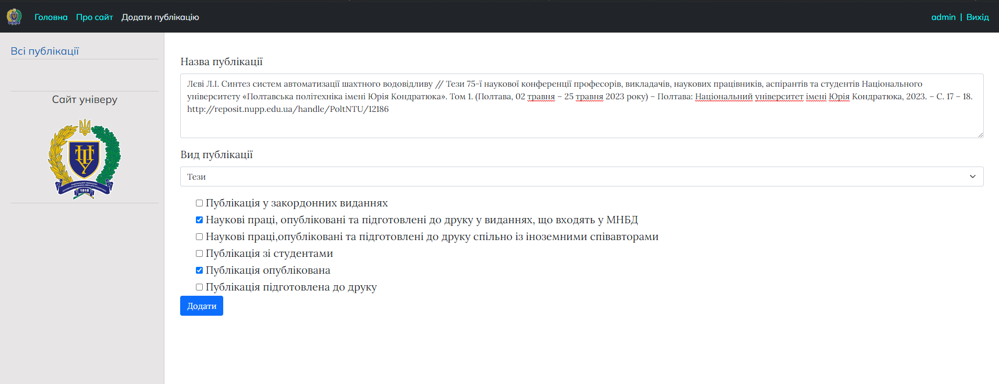 Головна Про сайт Додати публікацію admin | Вихід
Всі публікації
Сайт універу
1818
Назва публікації
Лєві Л.І. Синтез систем автоматизації шахтного водовідливу // Тези 75-ї наукової конференції професорів, викладачів, наукових працівників, аспірантів та студентів Національного
університету «Полтавська політехніка імені Юрія Кондратюка». Том 1. (Полтава, 02 травня – 25 травня 2023 року) – Полтава: Національний університет імені Юрія Кондратюка, 2023. – С. 17 – 18.
http://reposit.nupp.edu.ua/handle/PoltNTU/12186
Вид публікації
Тези
Публікація у закордонних виданнях
Наукові праці, опубліковані та підготовлені до друку у виданнях, що входять у МНБД
Наукові праці,опубліковані та підготовлені до друку спільно із іноземними співавторами
Публікація зі студентами
Публікація опублікована
Публікація підготовлена до друку
Додати